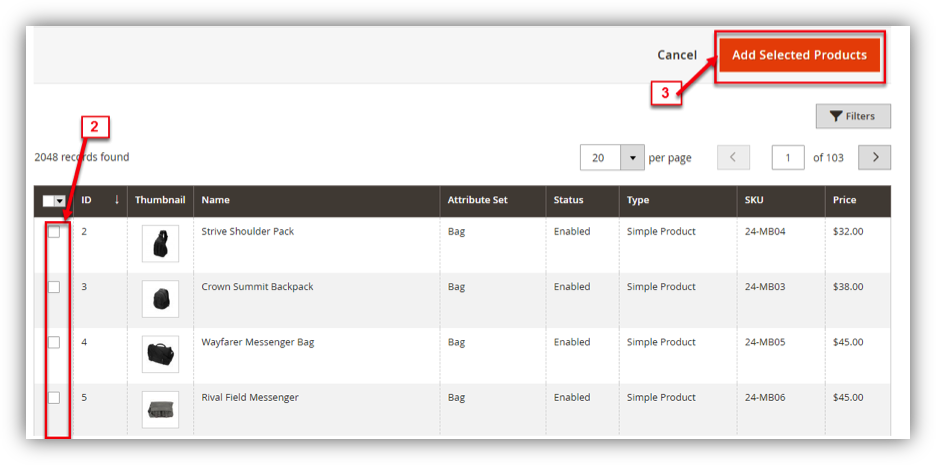 Cancel Add Selected Products
3
Filters
2
2048 records found 20 per page 1 of 103
ID ↓ Thumbnail Name Attribute Set Status Type SKU Price
2 Strive Shoulder Pack Bag Enabled Simple Product 24-MB04 $32.00
3 Crown Summit Backpack Bag Enabled Simple Product 24-MB03 $38.00
4 Wayfarer Messenger Bag Bag Enabled Simple Product 24-MB05 $45.00
5 Rival Field Messenger Bag Enabled Simple Product 24-MB06 $45.00